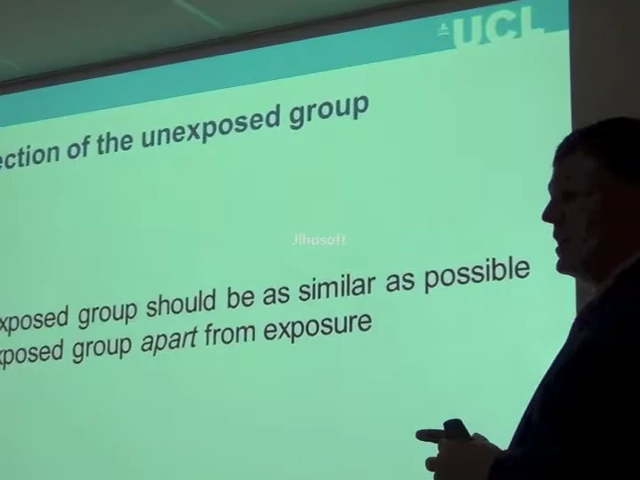 UCL
ection of the unexposed group
Jihosoft
xposed group should be as similar as possible
xposed group apart from exposure